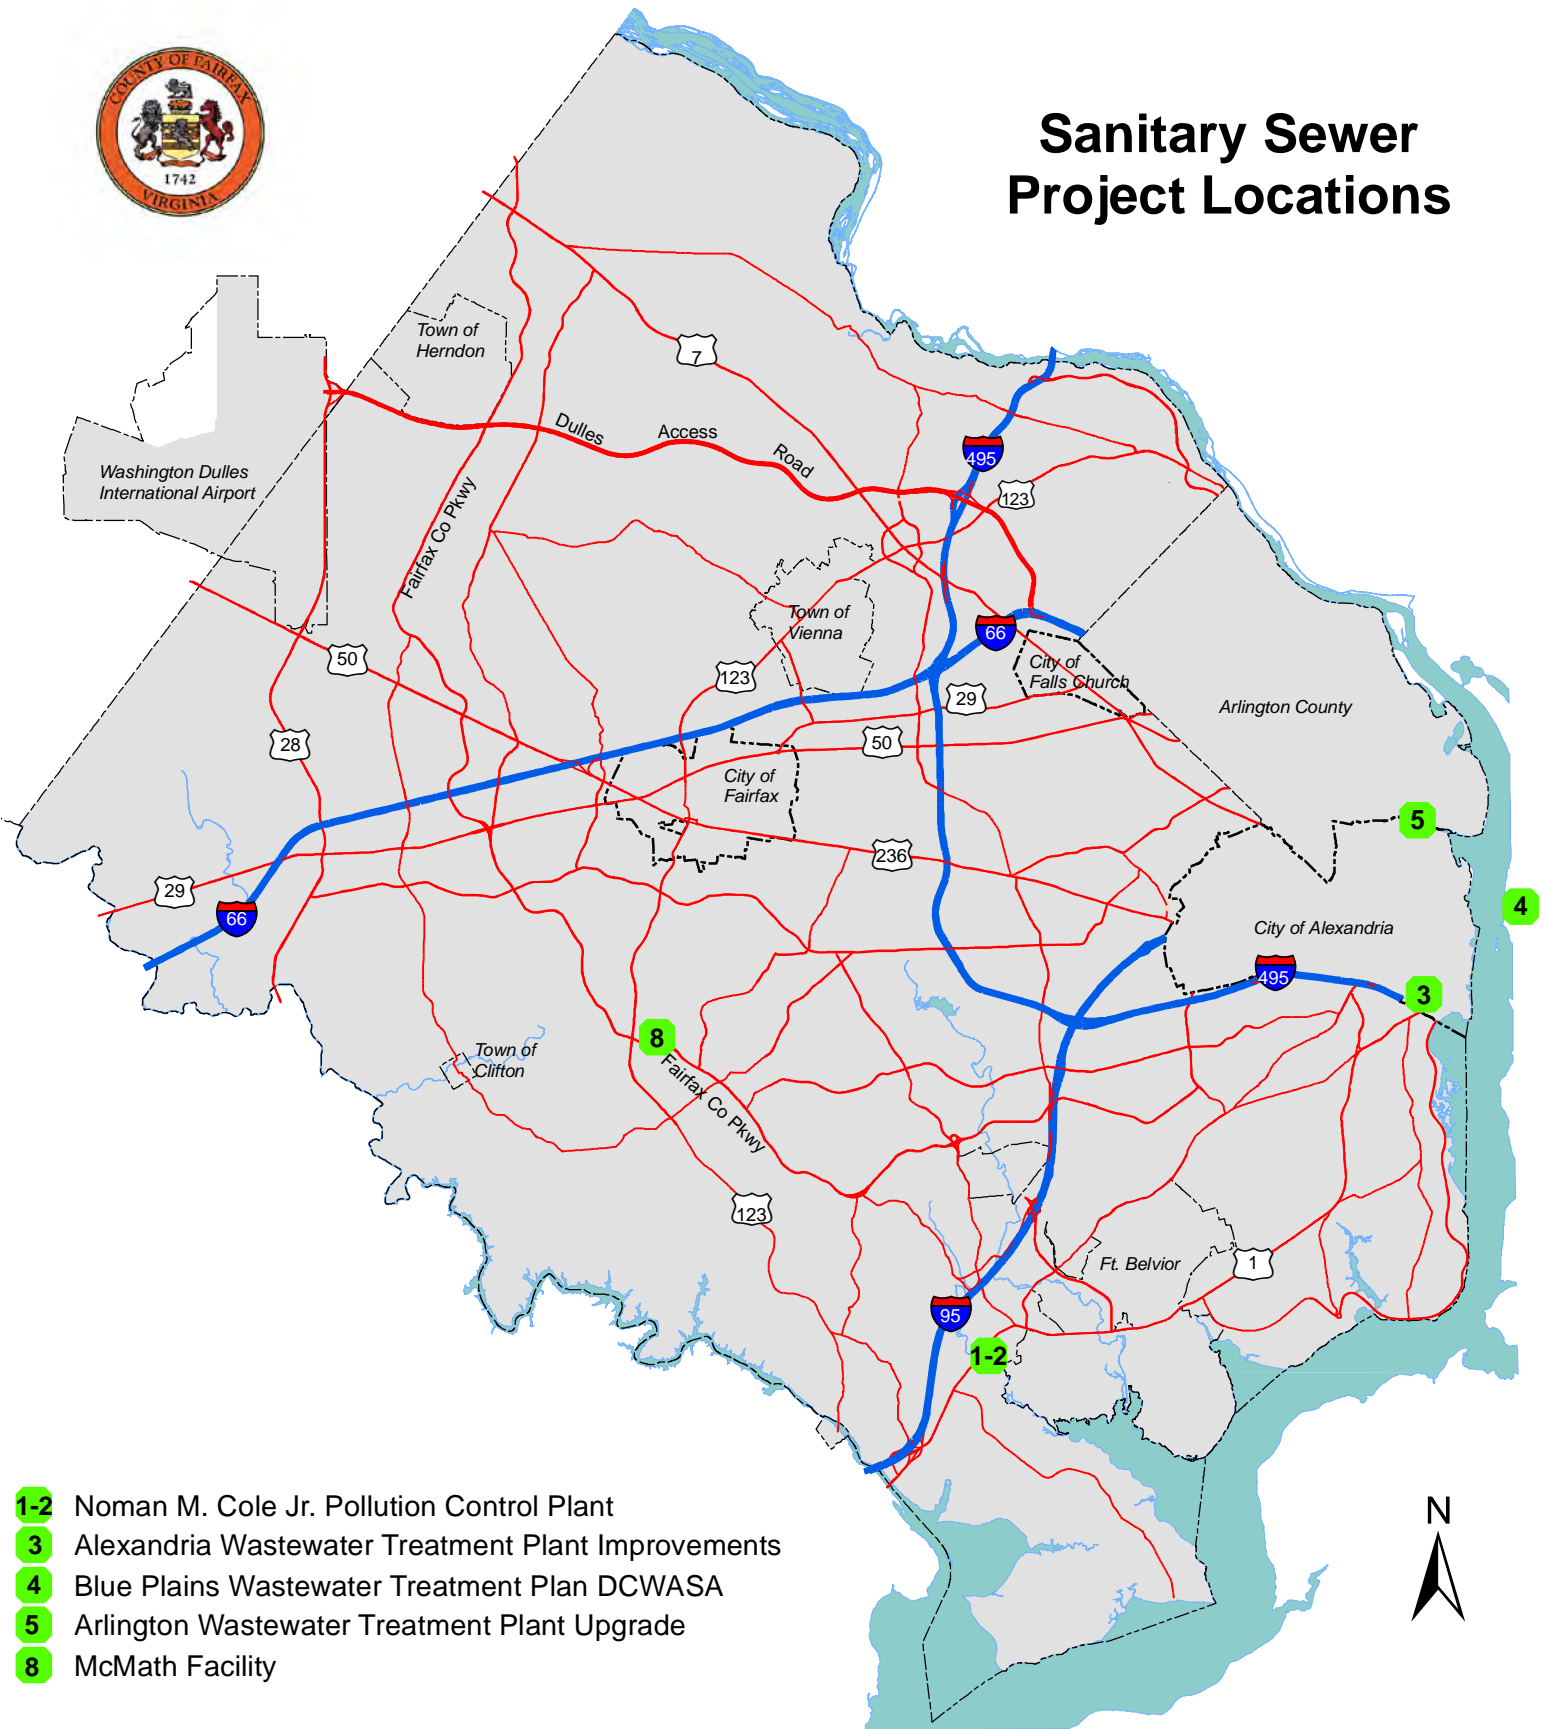 COUNTY OF FAIRFAX
1742
VIRGINIA
Sanitary Sewer
Project Locations
Town of
Herndon
7
Dulles
Access
Road
495
123
Washington Dulles
International Airport
Fairfax Co Pkwy
Town of
Vienna
66
City of
Falls Church
50
123
29
Arlington County
28
50
City of
Fairfax
5
236
29
66
4
City of Alexandria
495
3
8
Town of
Clifton
Fairfax Co Pkwy
123
Ft. Belvior
1
95
1-2
1-2 Noman M. Cole Jr. Pollution Control Plant
3 Alexandria Wastewater Treatment Plant Improvements
4 Blue Plains Wastewater Treatment Plan DCWASA
5 Arlington Wastewater Treatment Plant Upgrade
8 McMath Facility
N